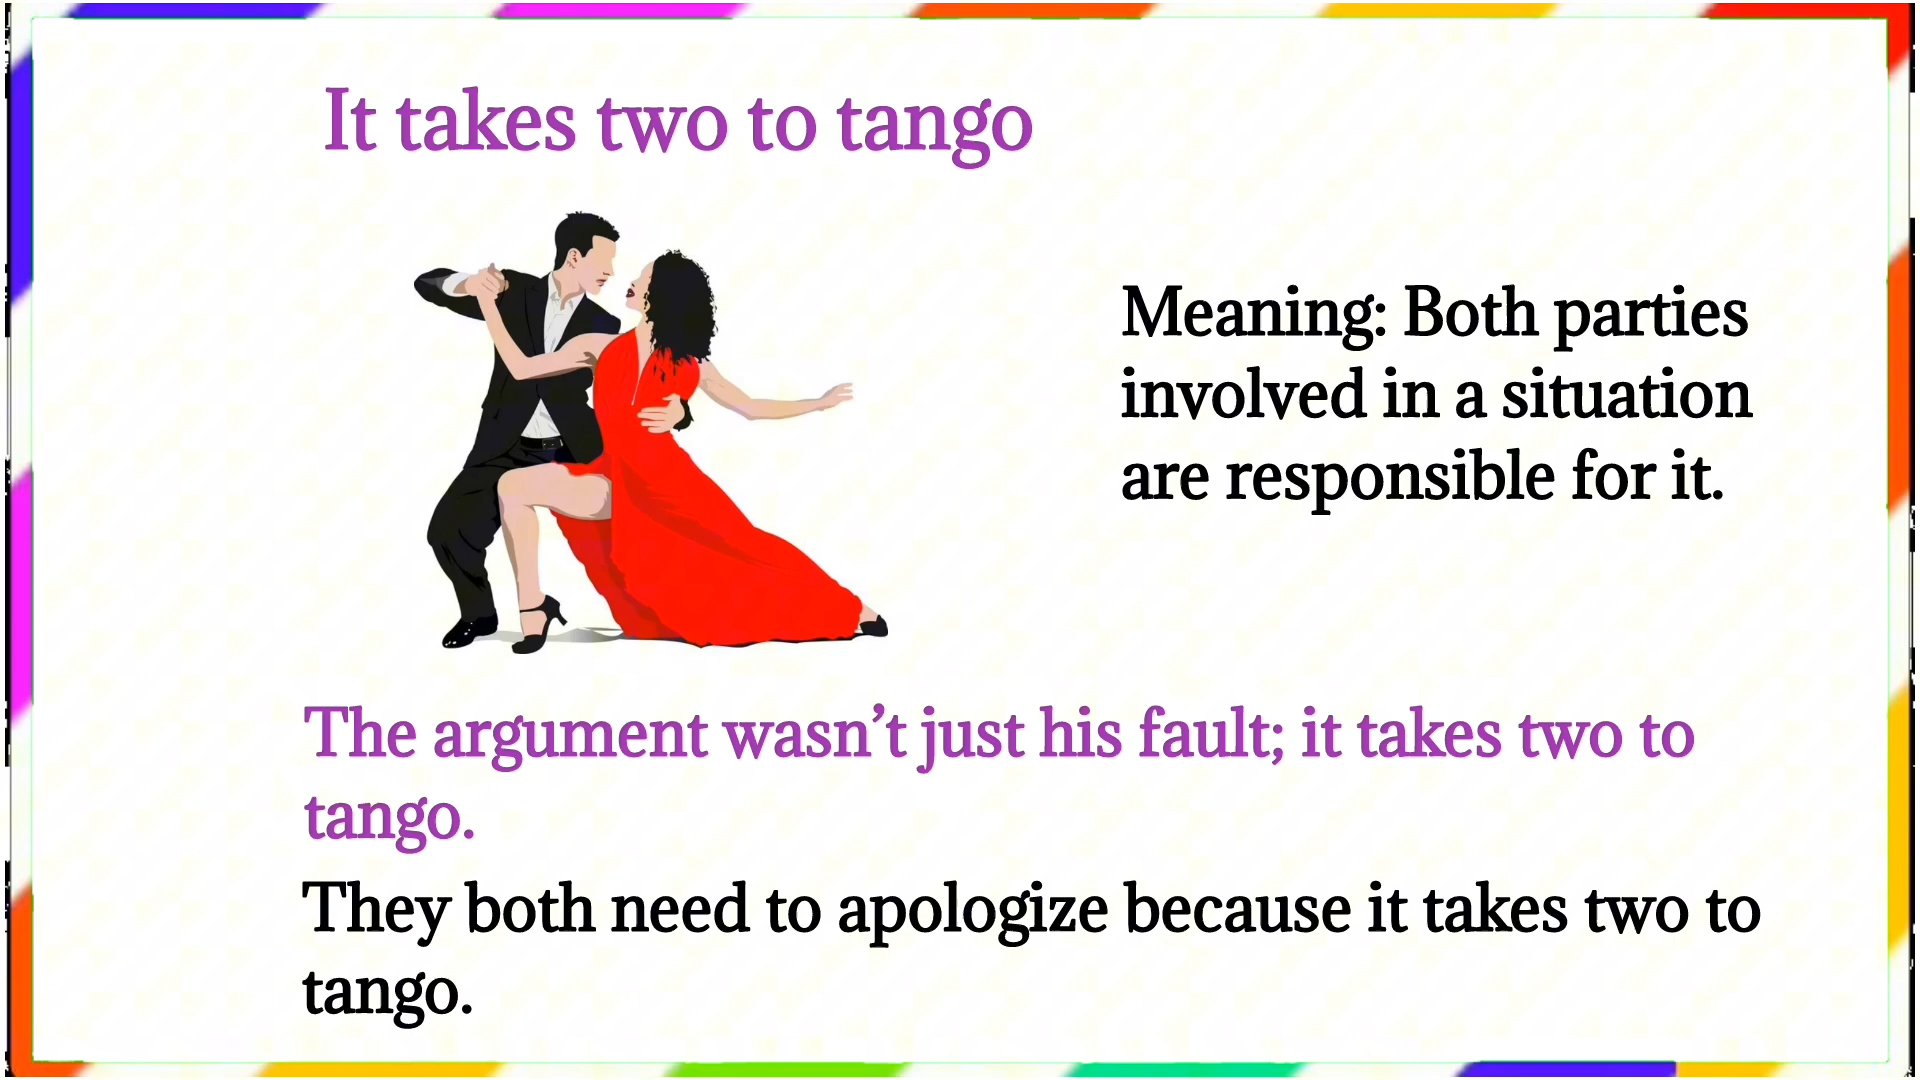 It takes two to tango
Meaning: Both parties
involved in a situation
are responsible for it.
The argument wasn’t just his fault; it takes two to
tango.
They both need to apologize because it takes two to
tango.